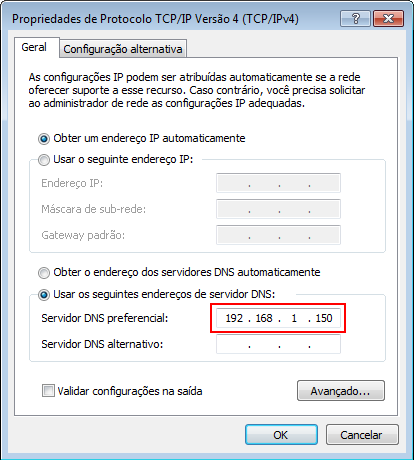 Propriedades de Protocolo TCP/IP Versão 4 (TCP/IPv4)
Geral Configuração alternativa
As configurações IP podem ser atribuídas automaticamente se a rede
oferecer suporte a esse recurso. Caso contrário, você precisa solicitar
ao administrador de rede as configurações IP adequadas.
Obter um endereço IP automaticamente
Usar o seguinte endereço IP:
Endereço IP: . . .
Máscara de sub-rede: . . .
Gateway padrão: . . .
Obter o endereço dos servidores DNS automaticamente
Usar os seguintes endereços de servidor DNS:
Servidor DNS preferencial: 192 . 168 . 1 . 150
Servidor DNS alternativo: . . .
Validar configurações na saída Avançado...
OK Cancelar